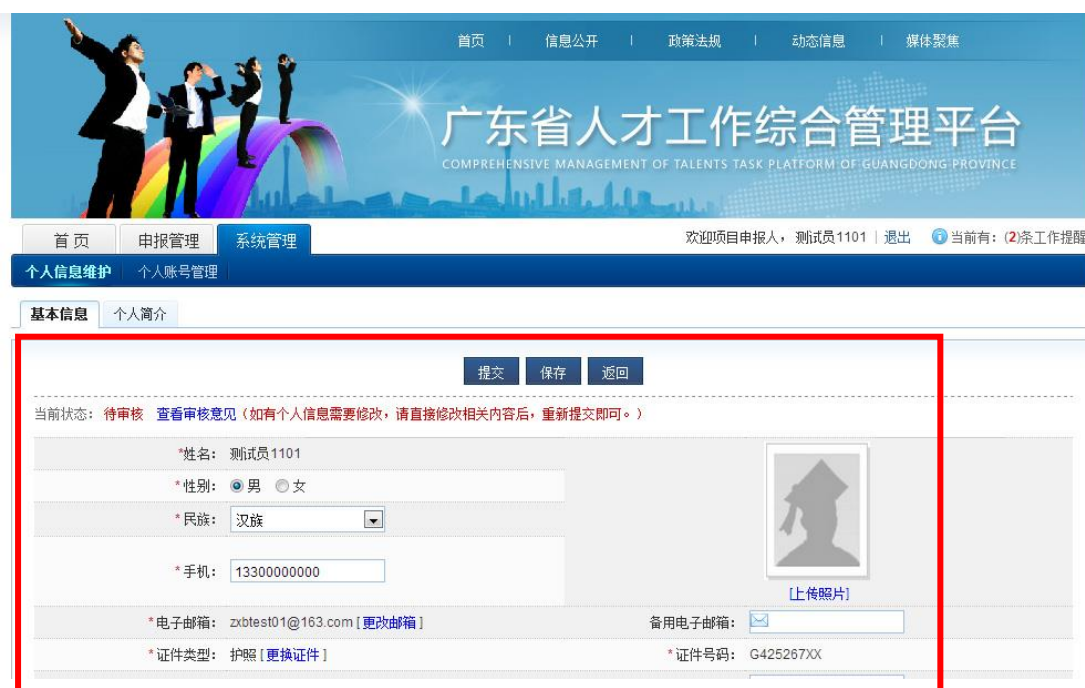 首页 | 信息公开 | 政策法规 | 动态信息 | 媒体聚焦
广东省人才工作综合管理平台
COMPREHENSIVE MANAGEMENT OF TALENTS TASK PLATFORM OF GUANGDONG PROVINCE
首页 申报管理 系统管理 欢迎项目申报人，测试员1101 | 退出 当前有：(2)条工作提醒
个人信息维护 个人账号管理
基本信息 个人简介
提交 保存 返回
当前状态：待审核 查看审核意见（如有个人信息需要修改，请直接修改相关内容后，重新提交即可。）
*姓名： 测试员1101
*性别： 男 女
*民族： 汉族
*手机： 13300000000
[上传照片]
*电子邮箱： zxbtest01@163.com [更改邮箱] 备用电子邮箱：
*证件类型： 护照 [更换证件] *证件号码： G425267XX